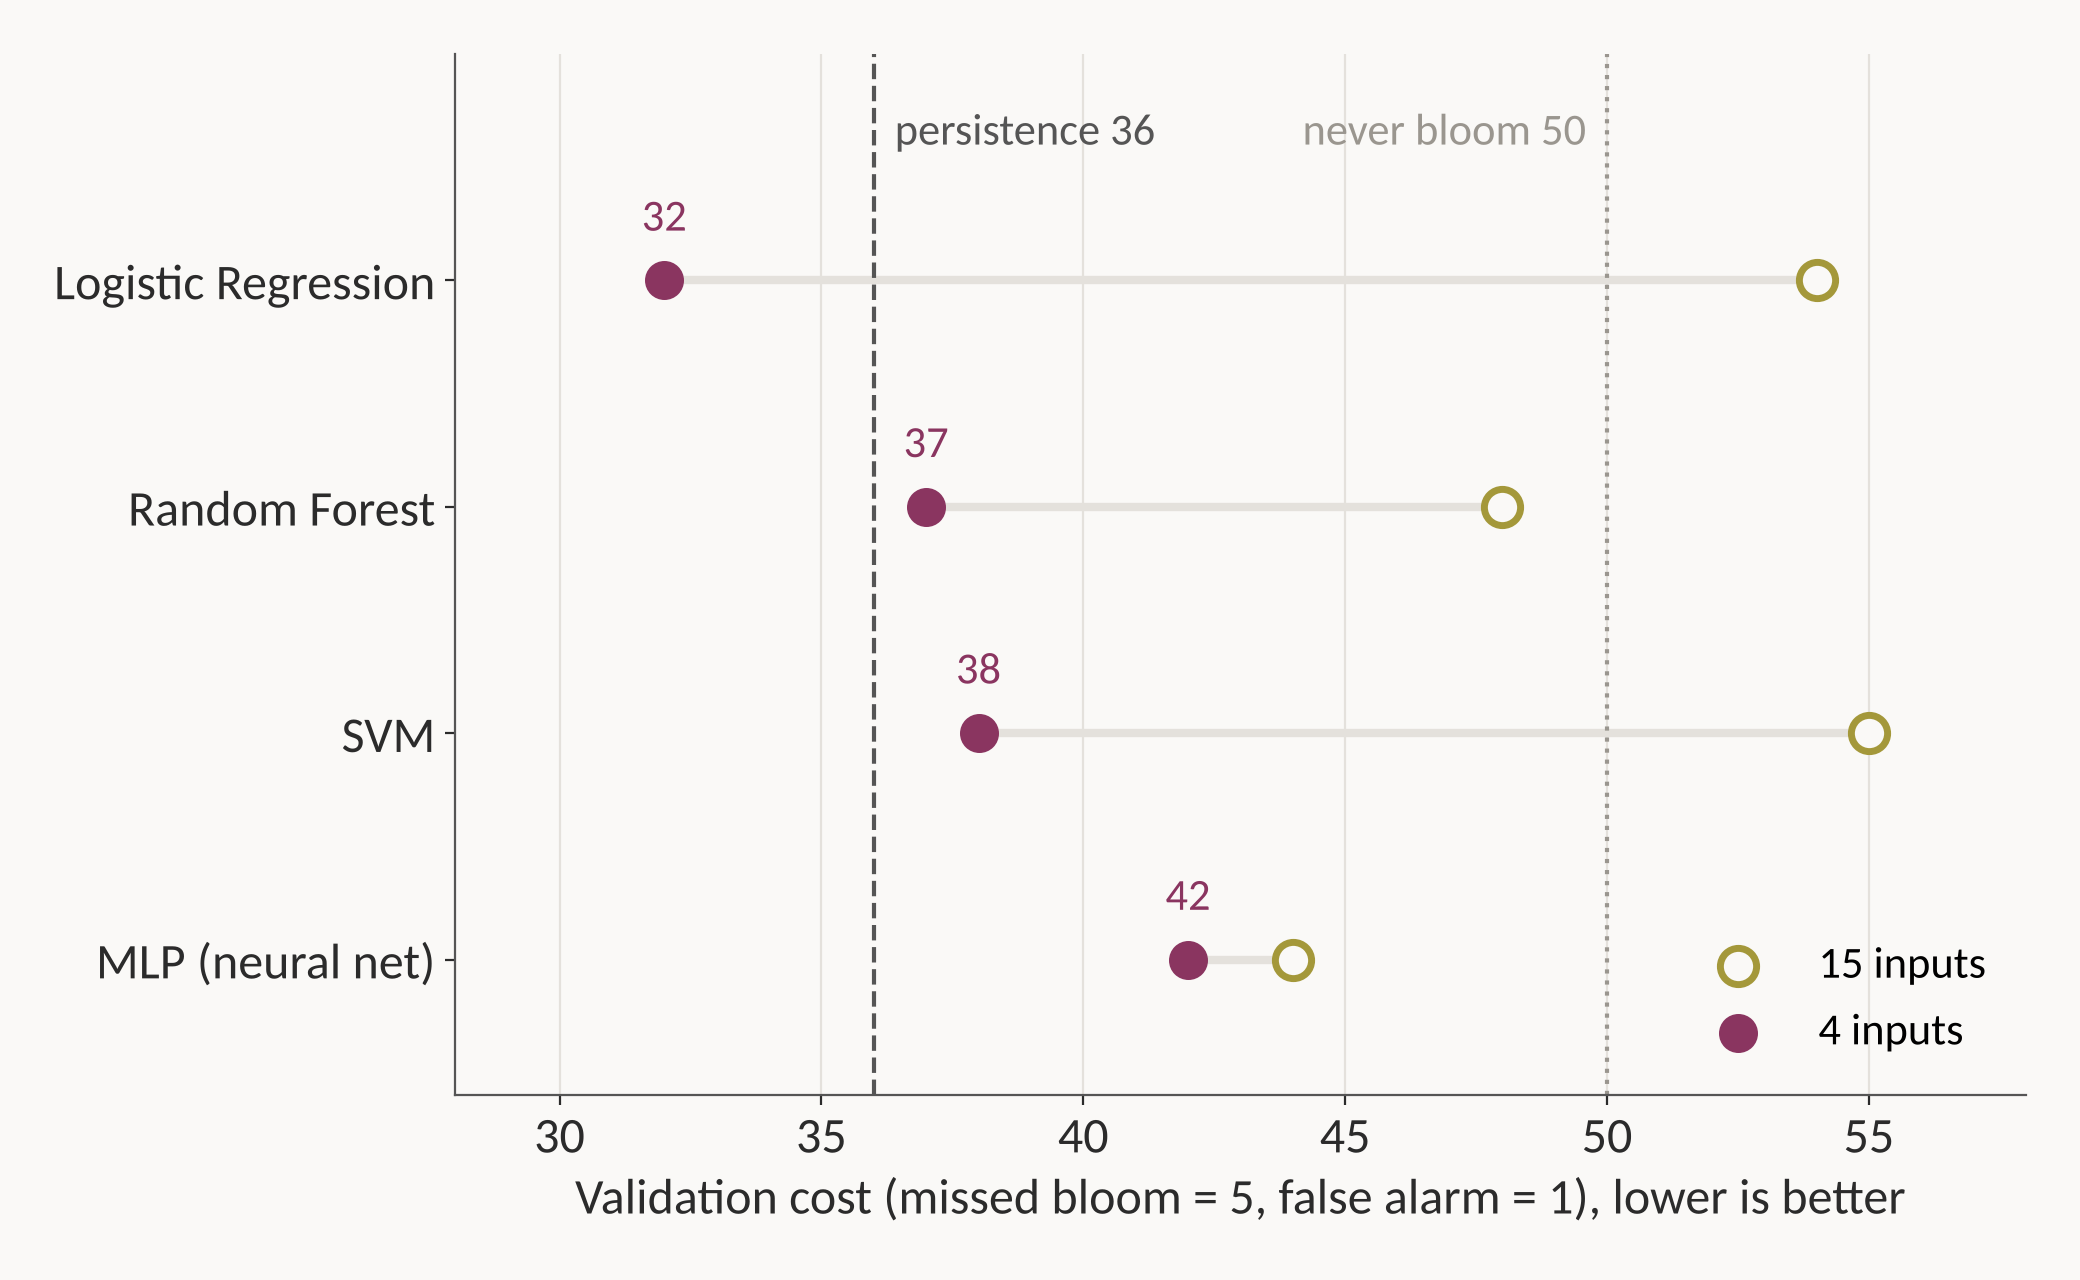 persistence 36
never bloom 50
32
Logistic Regression
37
Random Forest
38
SVM
42
MLP (neural net)
15 inputs
4 inputs
30 35 40 45 50 55
Validation cost (missed bloom = 5, false alarm = 1), lower is better